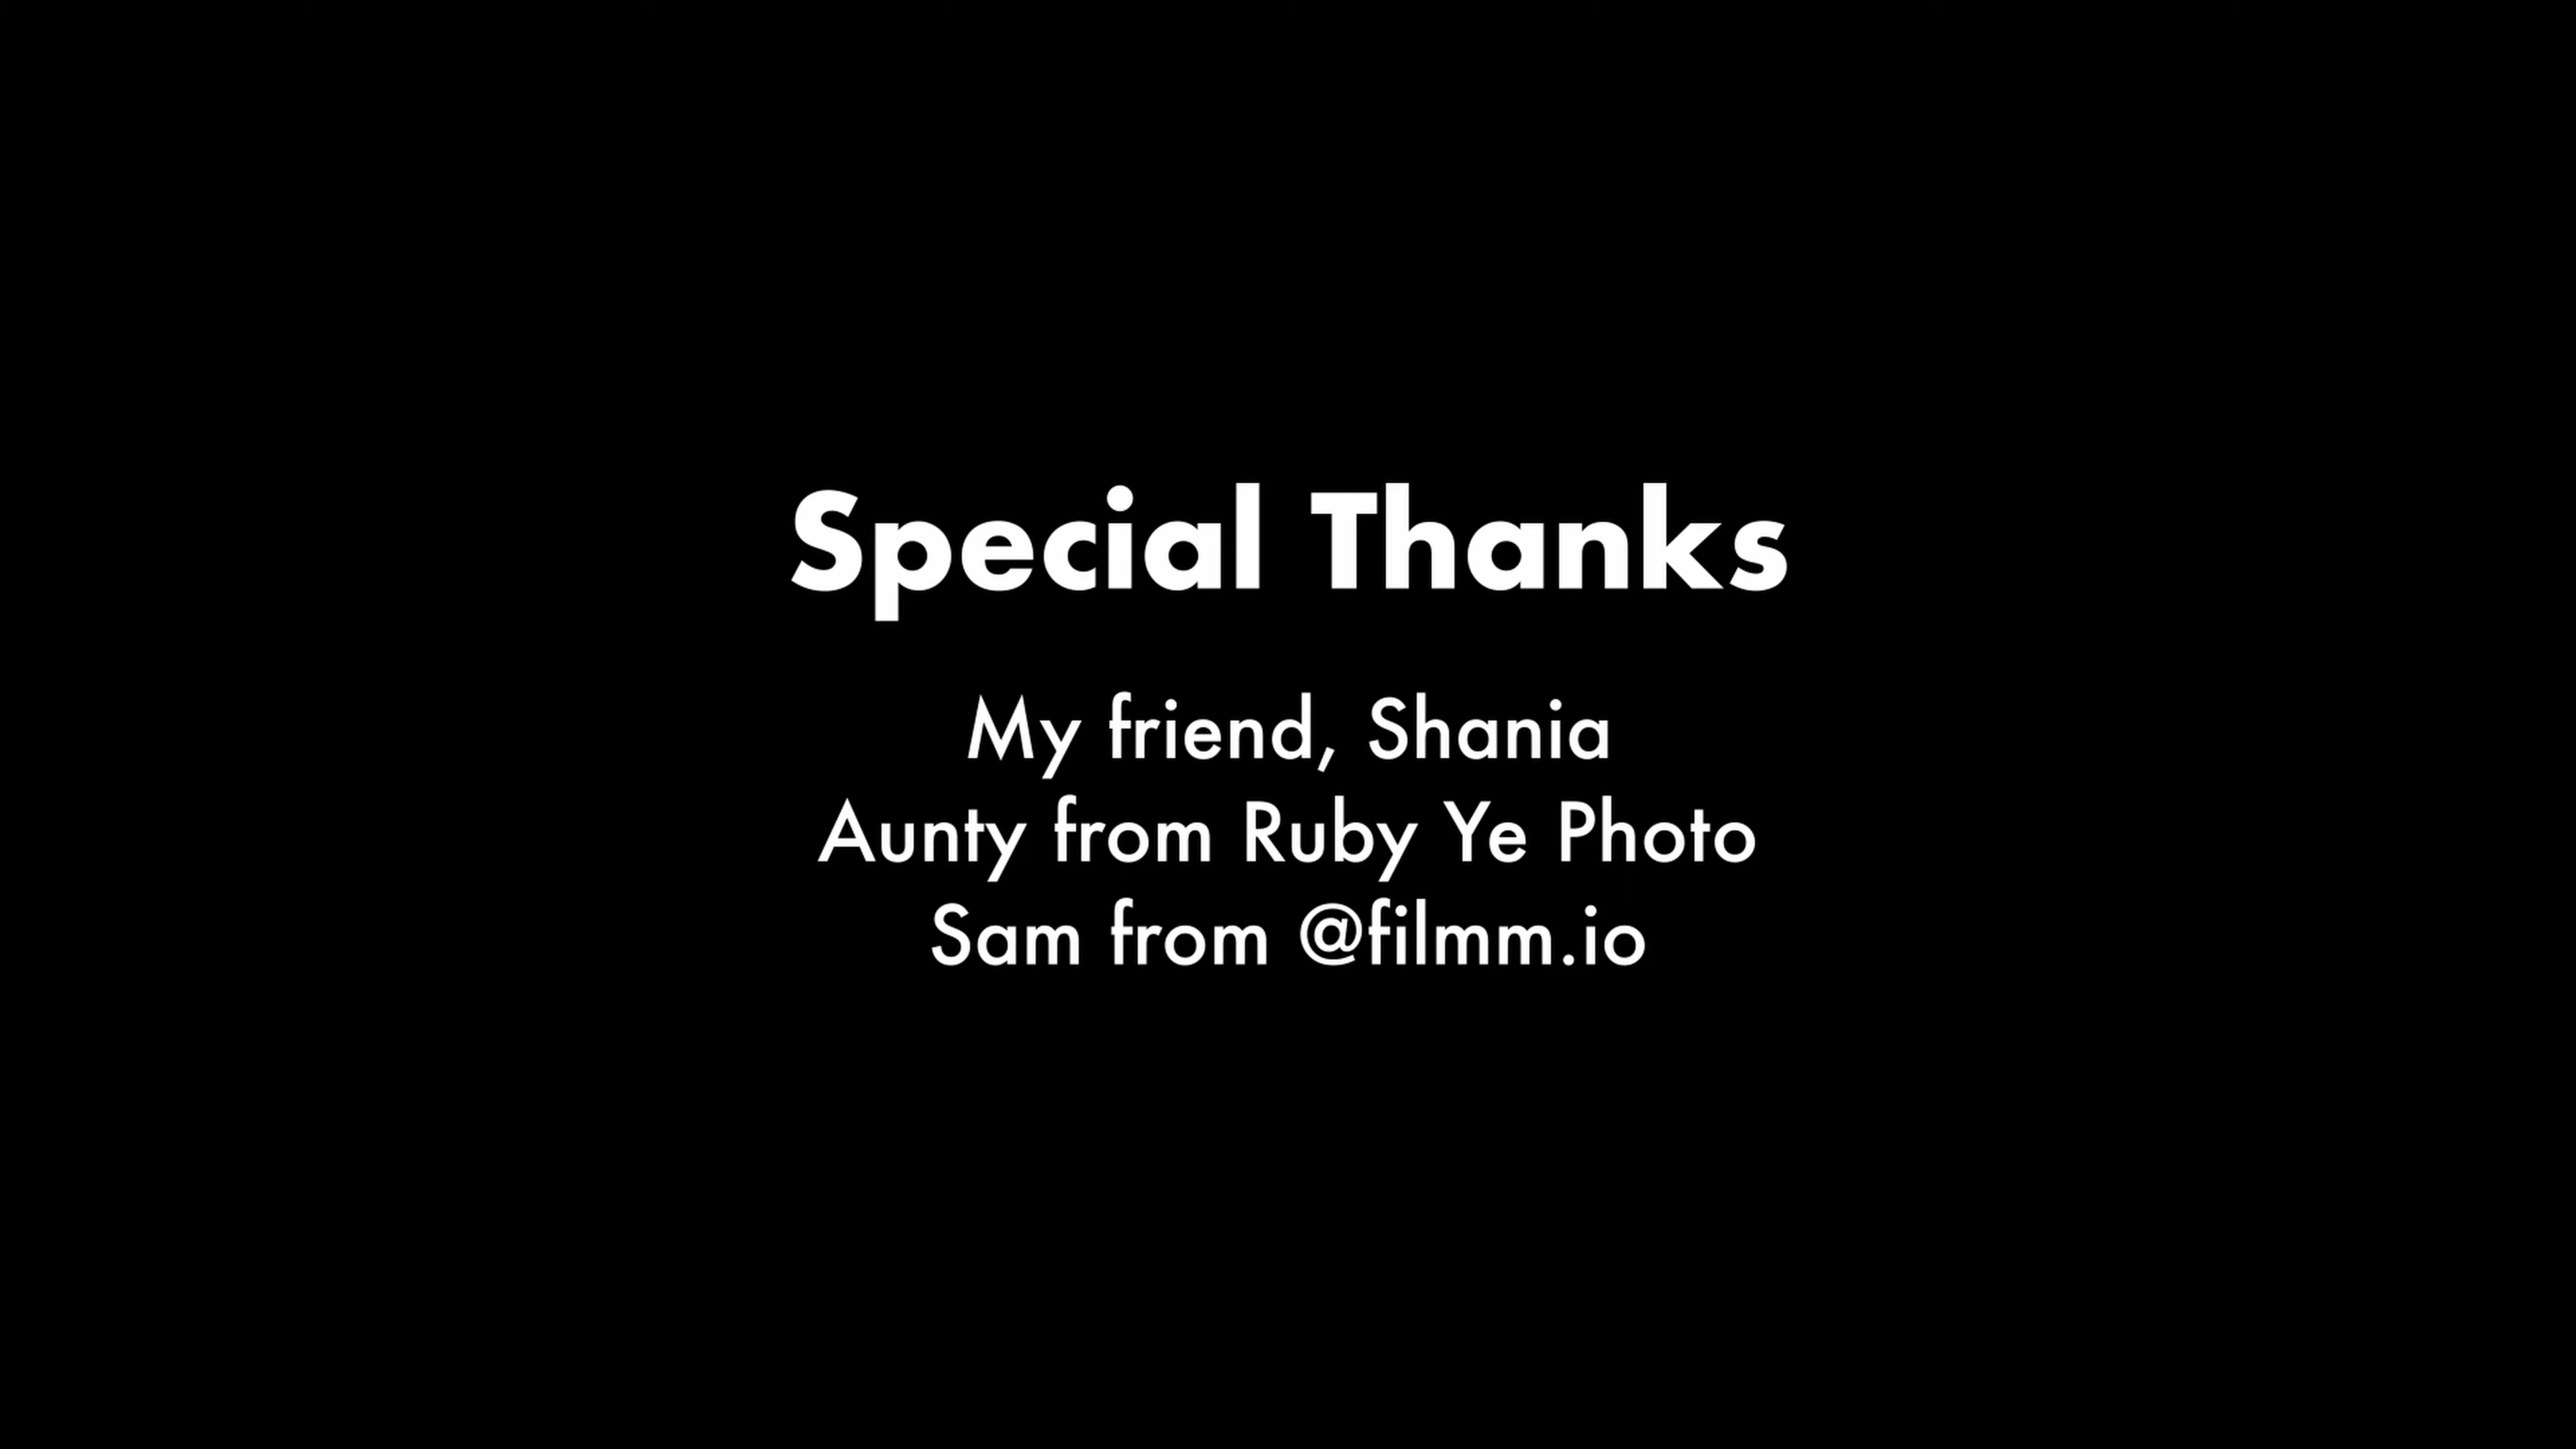 Special Thanks
My friend, Shania
Aunty from Ruby Ye Photo
Sam from @filmm.io